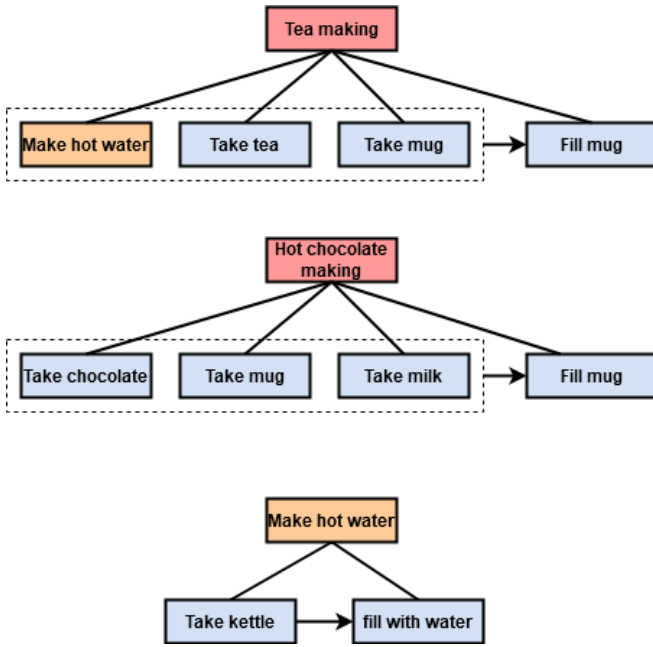 Tea making
Make hot water
Take tea
Take mug
Fill mug
Hot chocolate
making
Take chocolate
Take mug
Take milk
Fill mug
Make hot water
Take kettle
fill with water